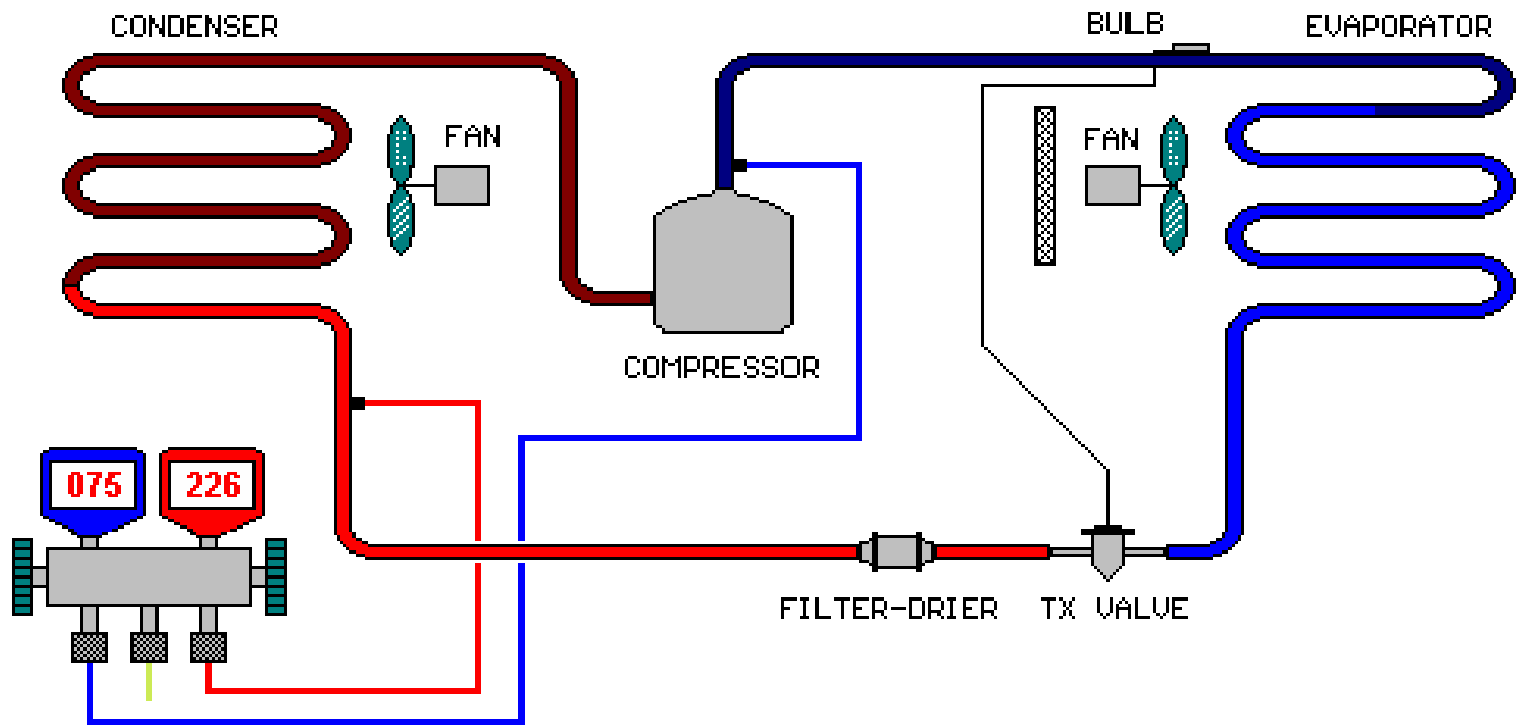 CONDENSER
BULB
EVAPORATOR
FAN
FAN
COMPRESSOR
075
226
FILTER-DRIER
TX VALVE